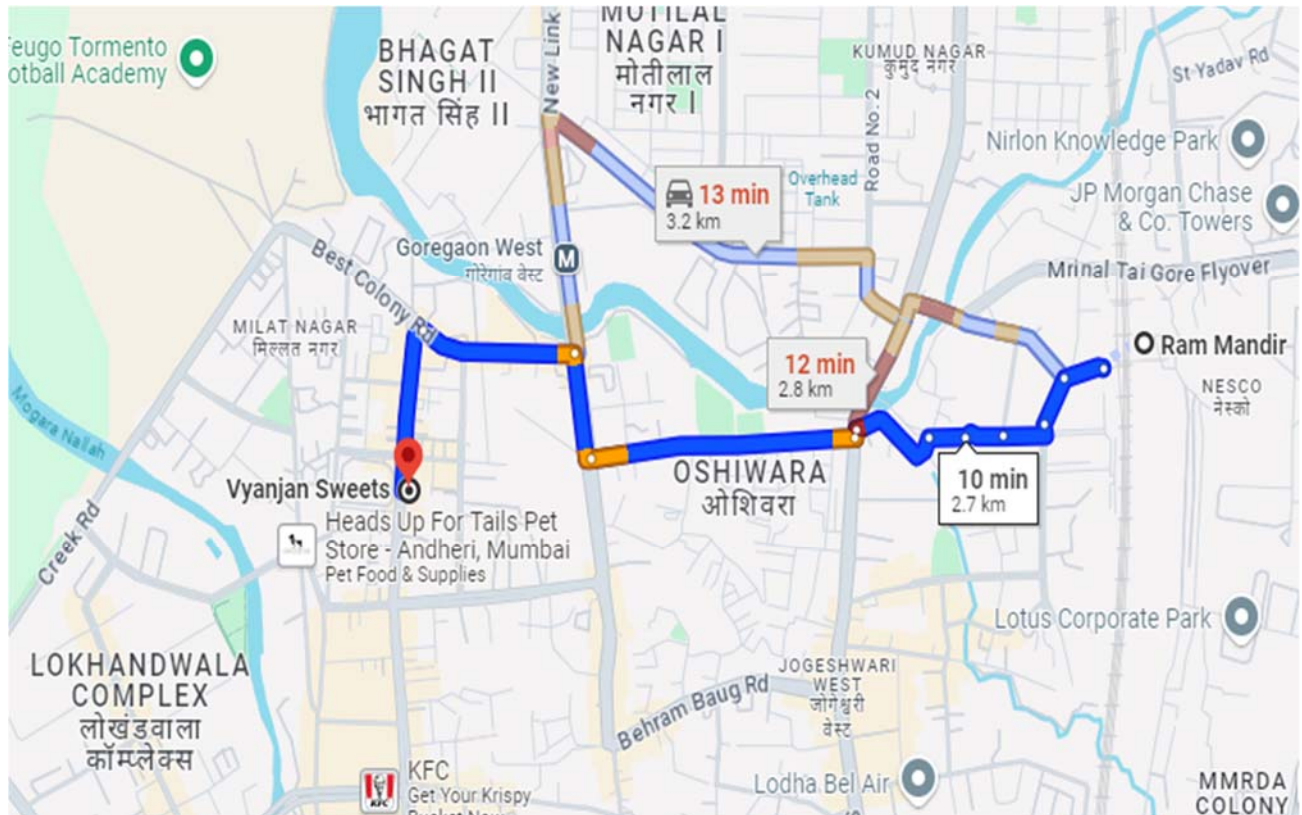 MOTILAL
NAGAR I
मोतीलाल
नगर I
New Link
BHAGAT
SINGH II
भगत सिंह II
KUMUD NAGAR
कुमुद नगर
St Yadav Rd
Road No. 2
Nirlon Knowledge Park
JP Morgan Chase
& Co. Towers
Overhead
Tank
13 min
3.2 km
Goregaon West
गोरेगांव वेस्ट
M
Best Colony Rd
Mrinal Tai Gore Flyover
MILAT NAGAR
मिल्लत नगर
Ram Mandir
NESCO
नेस्को
12 min
2.8 km
Mogara Nallah
OSHIWARA
ओशिवरा
10 min
2.7 km
Vyanjan Sweets
Heads Up For Tails Pet
Store - Andheri, Mumbai
Pet Food & Supplies
Creek Rd
Lotus Corporate Park
LOKHANDWALA
COMPLEX
लोखंडवाला
कॉम्प्लेक्स
JOGESHWARI
WEST
जोगेश्वरी
वेस्ट
Behram Baug Rd
Lodha Bel Air
KFC
KFC
Get Your Krispy
MMRDA
COLONY